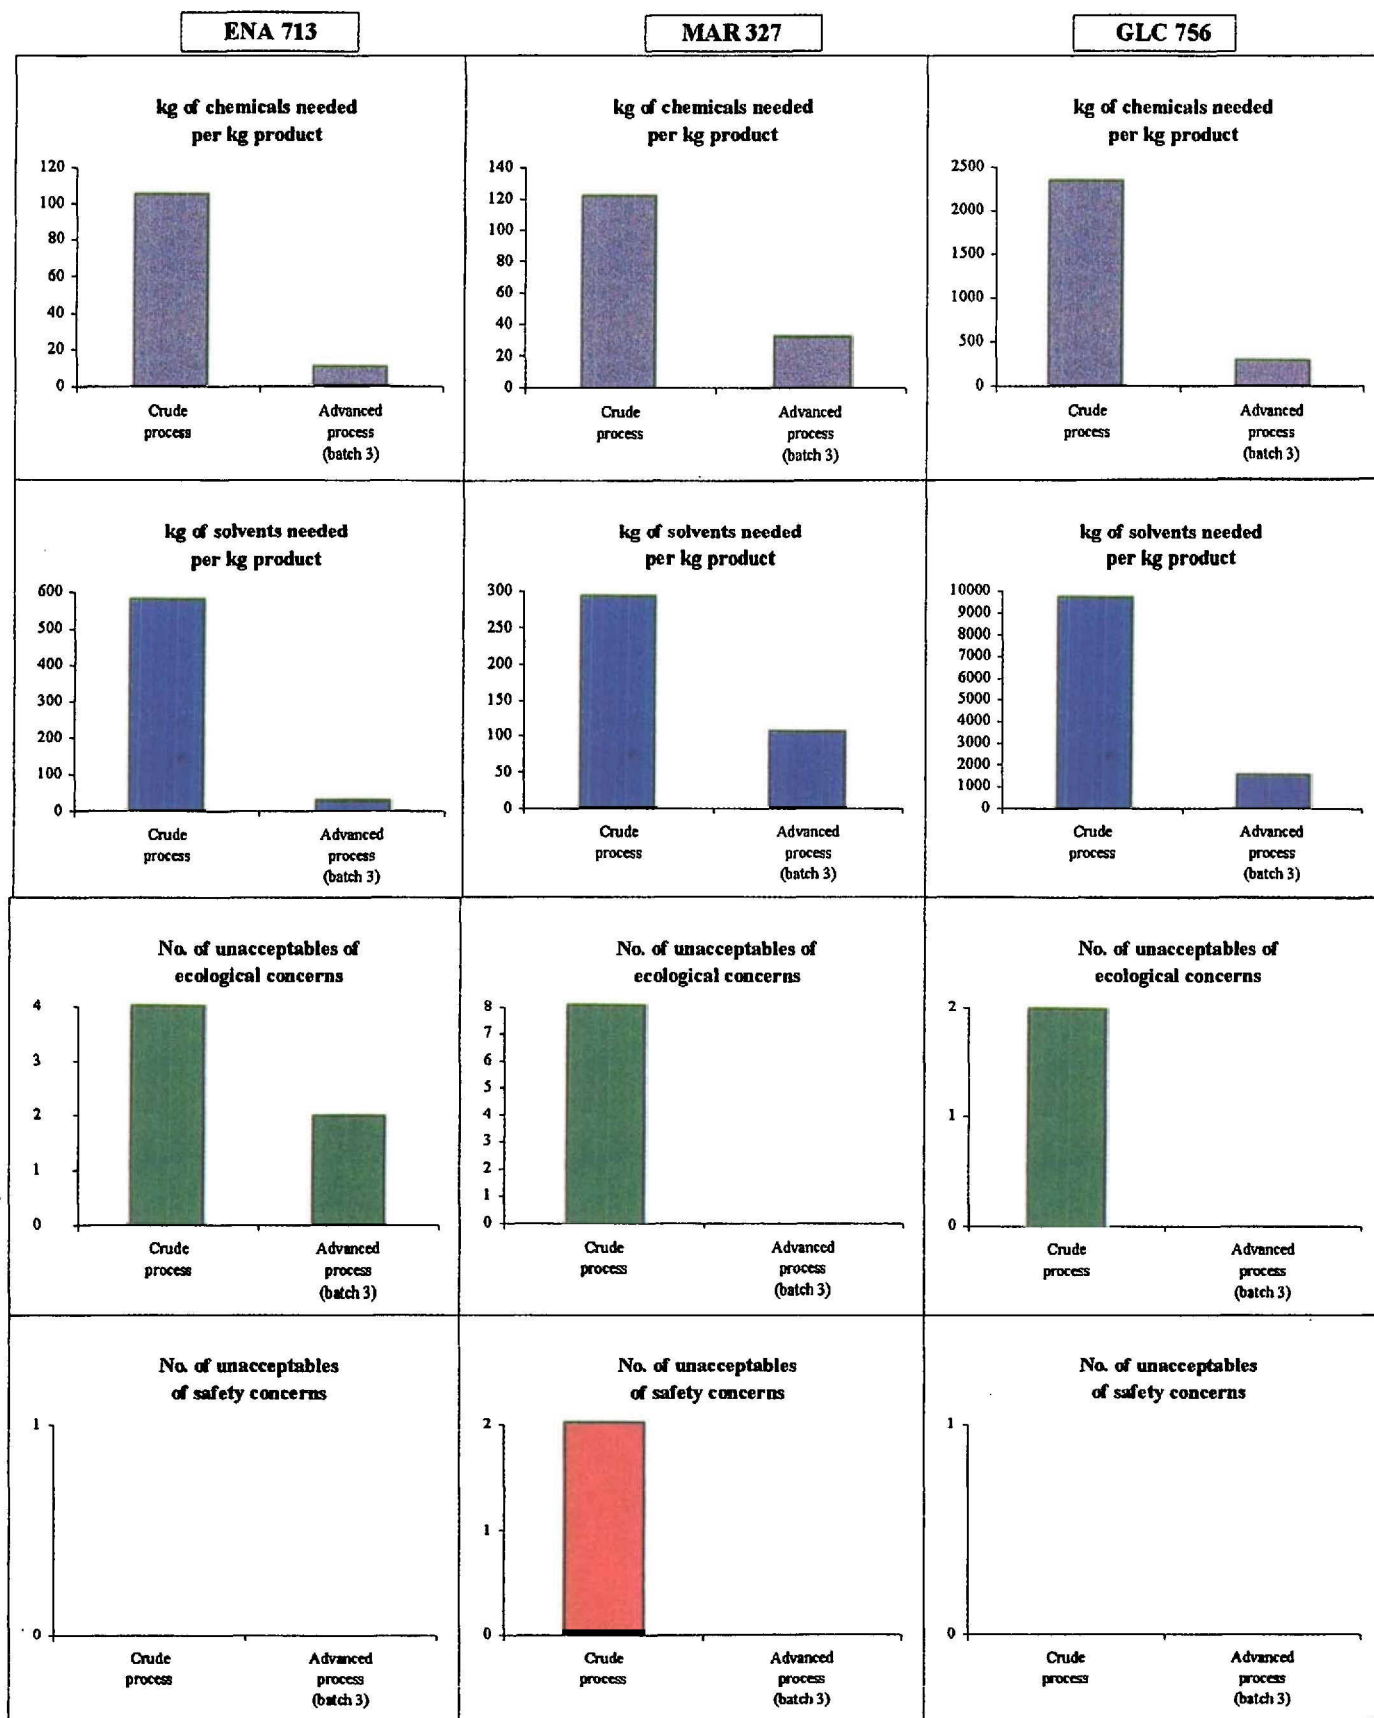 ENA 713
MAR 327
GLC 756
kg of chemicals needed
per kg product
120
100
80
60
40
20
0
Crude
process
Advanced
process
(batch 3)
kg of chemicals needed
per kg product
140
120
100
80
60
40
20
0
Crude
process
Advanced
process
(batch 3)
kg of chemicals needed
per kg product
2500
2000
1500
1000
500
0
Crude
process
Advanced
process
(batch 3)
kg of solvents needed
per kg product
600
500
400
300
200
100
0
Crude
process
Advanced
process
(batch 3)
kg of solvents needed
per kg product
300
250
200
150
100
50
0
Crude
process
Advanced
process
(batch 3)
kg of solvents needed
per kg product
10000
9000
8000
7000
6000
5000
4000
3000
2000
1000
0
Crude
process
Advanced
process
(batch 3)
No. of unacceptables of
ecological concerns
4
3
2
1
0
Crude
process
Advanced
process
(batch 3)
No. of unacceptables of
ecological concerns
8
7
6
5
4
3
2
1
0
Crude
process
Advanced
process
(batch 3)
No. of unacceptables of
ecological concerns
2
1
0
Crude
process
Advanced
process
(batch 3)
No. of unacceptables
of safety concerns
1
0
Crude
process
Advanced
process
(batch 3)
No. of unacceptables
of safety concerns
2
1
0
Crude
process
Advanced
process
(batch 3)
No. of unacceptables
of safety concerns
1
0
Crude
process
Advanced
process
(batch 3)